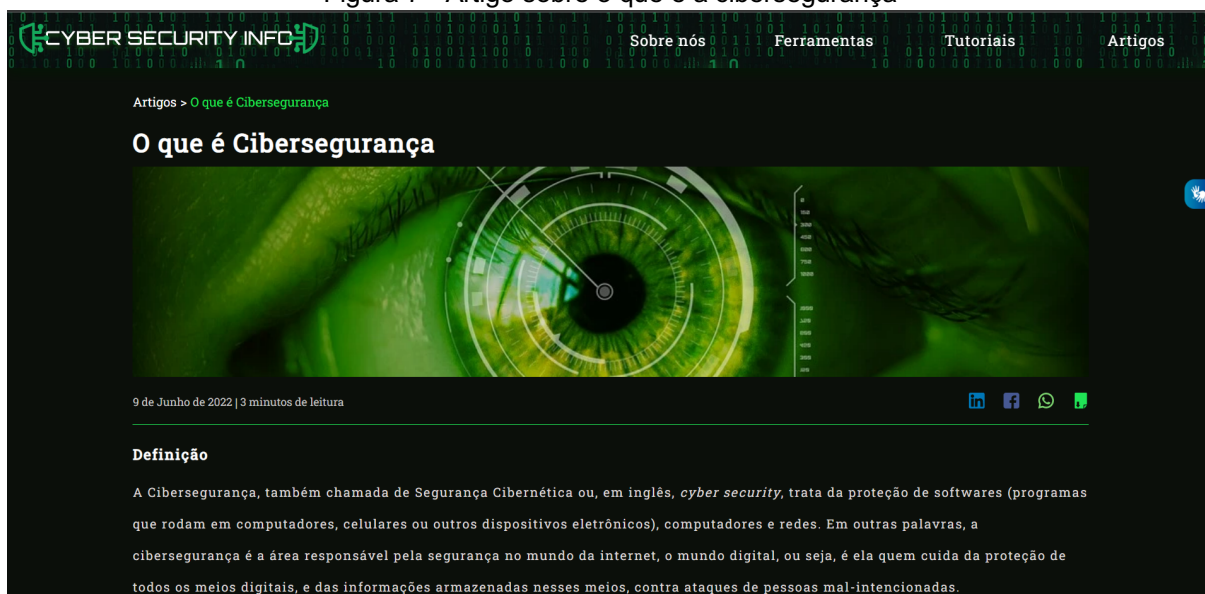 Figura 1 - Artigo sobre o que é a cibersegurança
CYBER SECURITY INFO
Sobre nós
Ferramentas
Tutoriais
Artigos
Artigos > O que é Cibersegurança
O que é Cibersegurança
9 de Junho de 2022 | 3 minutos de leitura
Definição
A Cibersegurança, também chamada de Segurança Cibernética ou, em inglês, cyber security, trata da proteção de softwares (programas
que rodam em computadores, celulares ou outros dispositivos eletrônicos), computadores e redes. Em outras palavras, a
cibersegurança é a área responsável pela segurança no mundo da internet, o mundo digital, ou seja, é ela quem cuida da proteção de
todos os meios digitais, e das informações armazenadas nesses meios, contra ataques de pessoas mal-intencionadas.